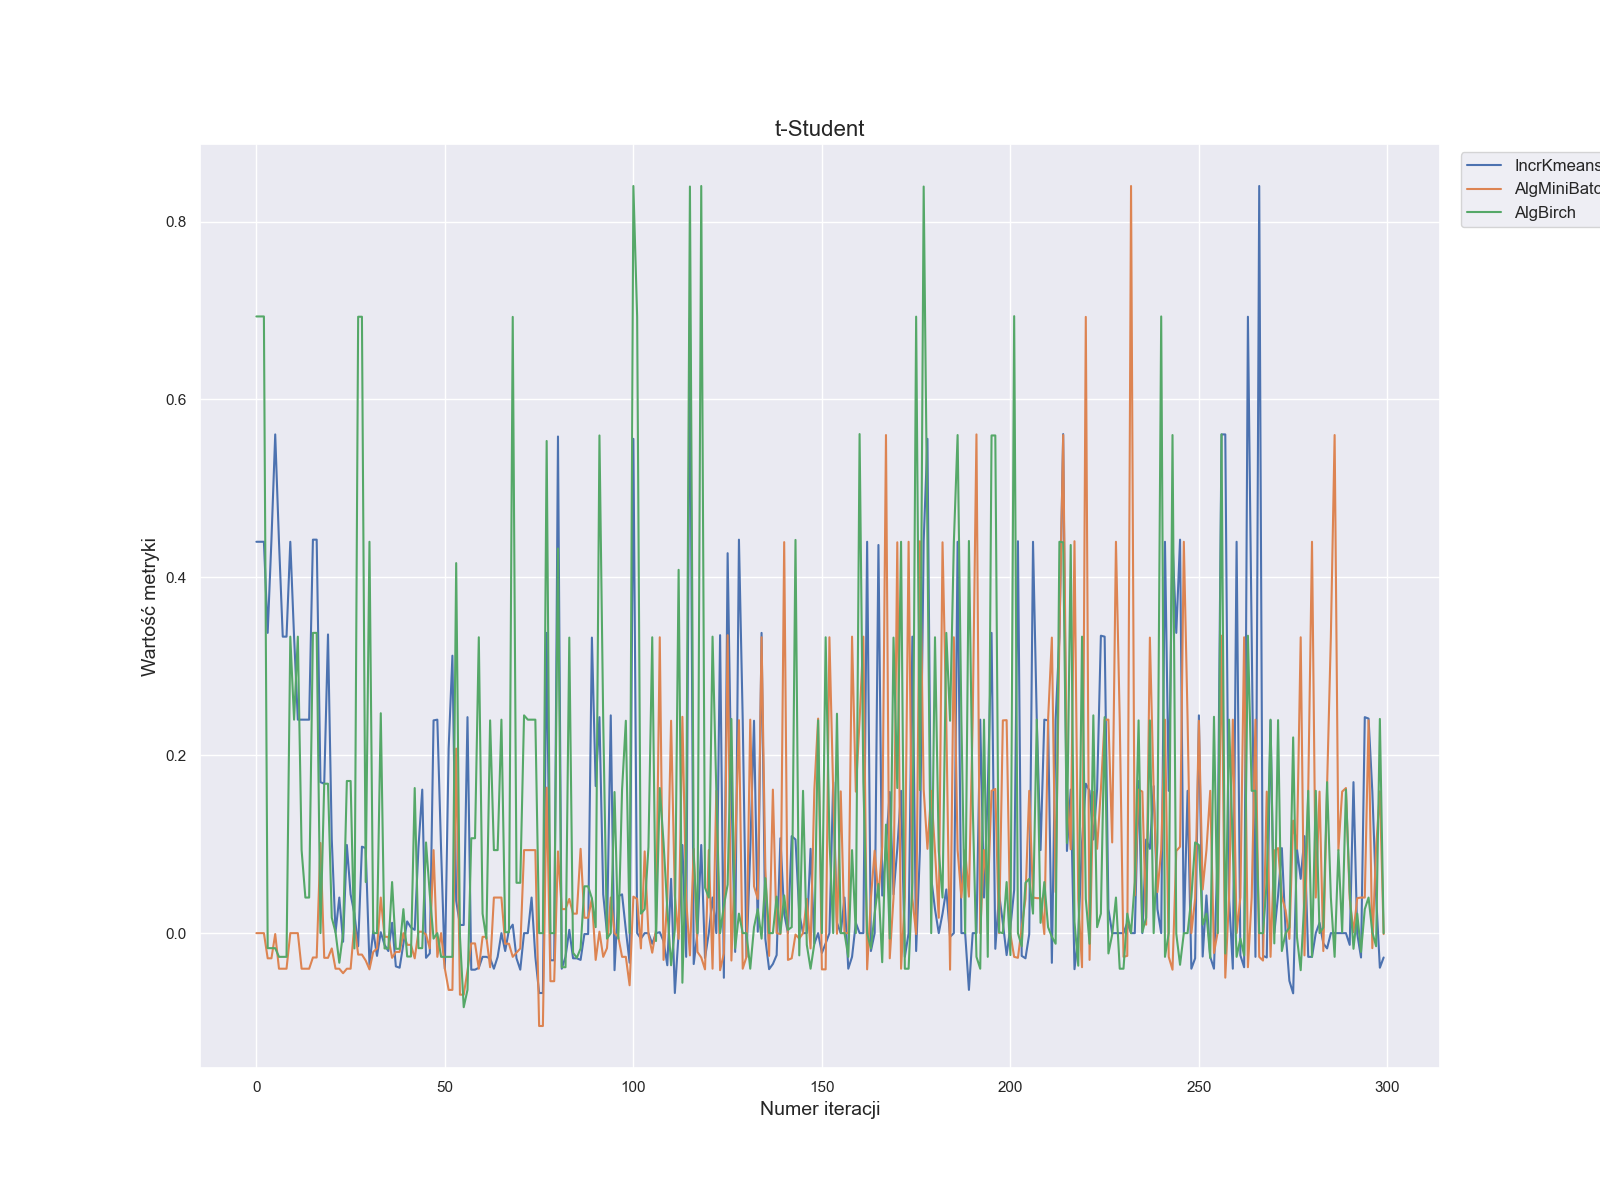 t-Student
IncrKmeans
AlgMiniBatc
AlgBirch
Wartość metryki
0.8
0.6
0.4
0.2
0.0
0 50 100 150 200 250 300
Numer iteracji